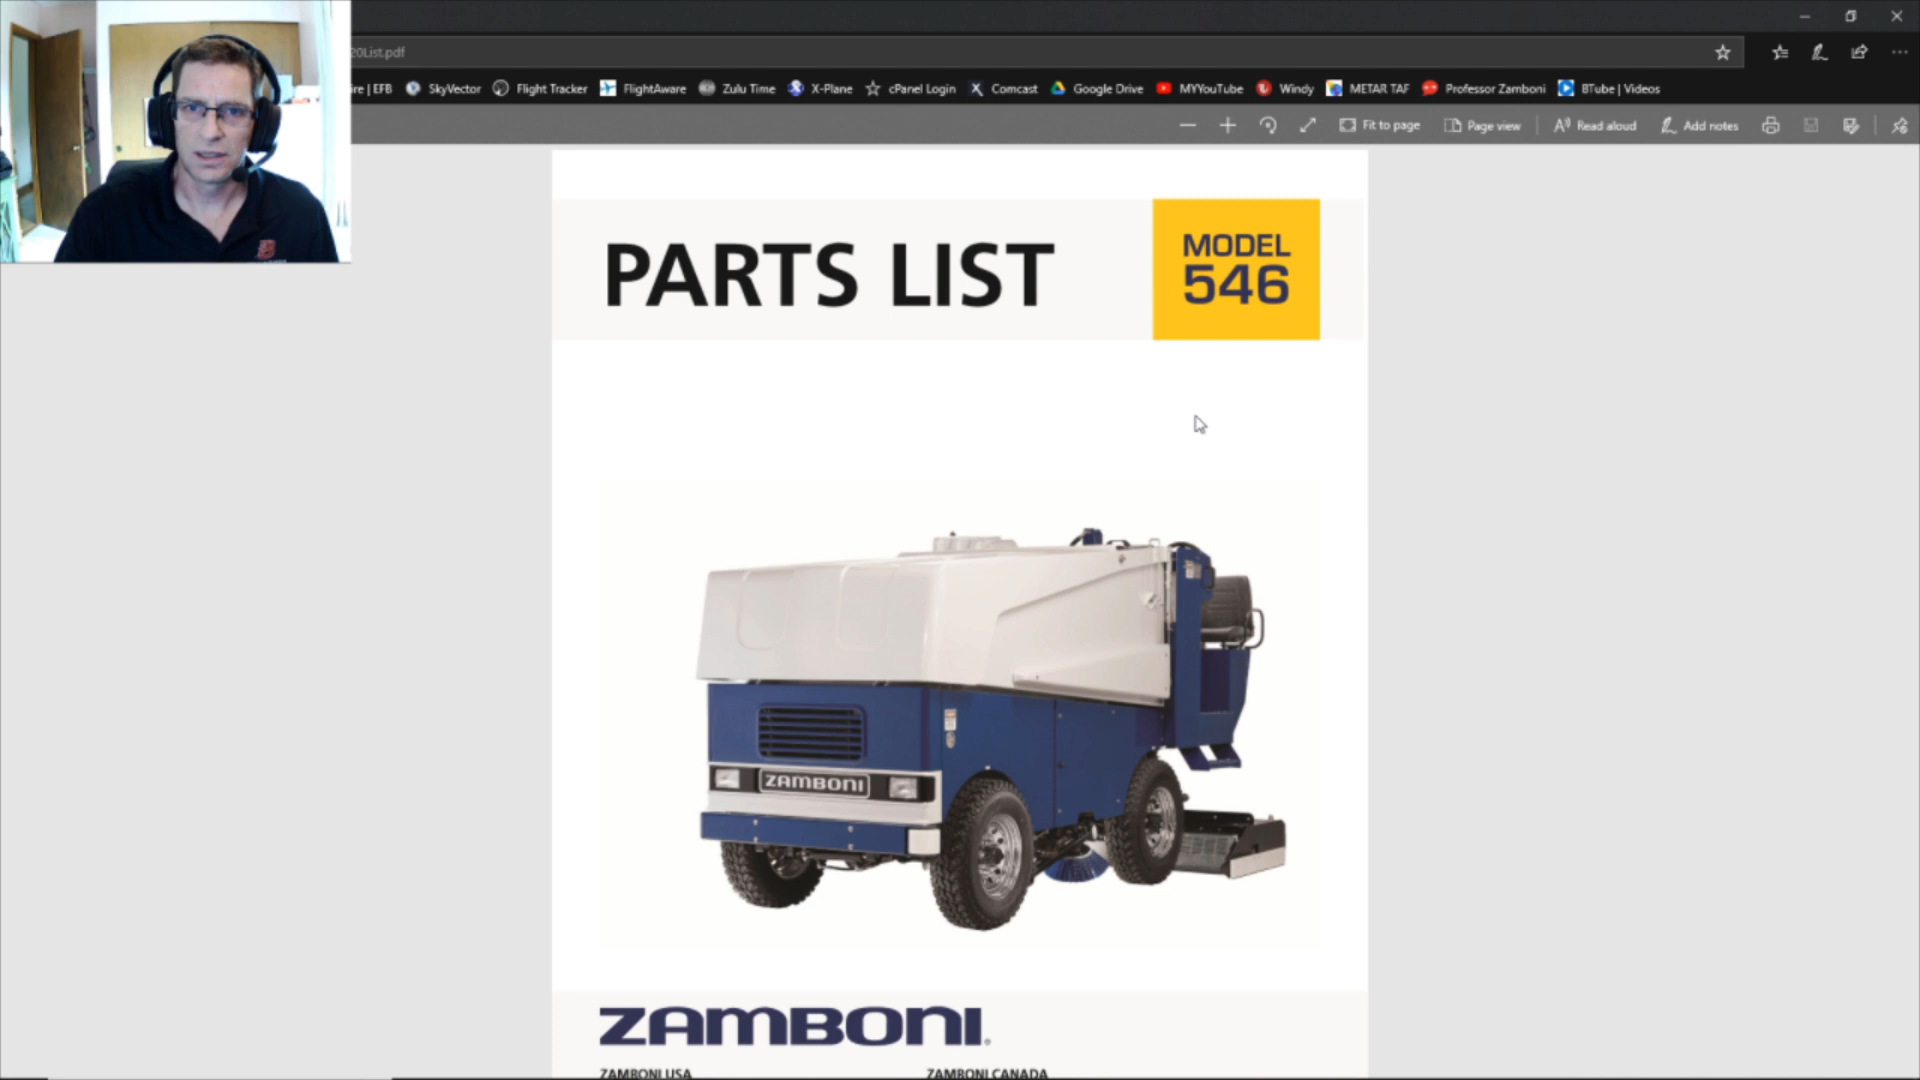 20List.pdf
ire | EFB SkyVector Flight Tracker FlightAware Zulu Time X-Plane cPanel Login Comcast Google Drive MYYouTube Windy METAR TAF Professor Zamboni BTube | Videos
Fit to page Page view Read aloud Add notes
PARTS LIST
MODEL
546
ZAMBONI
ZAMBONI
ZAMBONI USA ZAMBONI CANADA